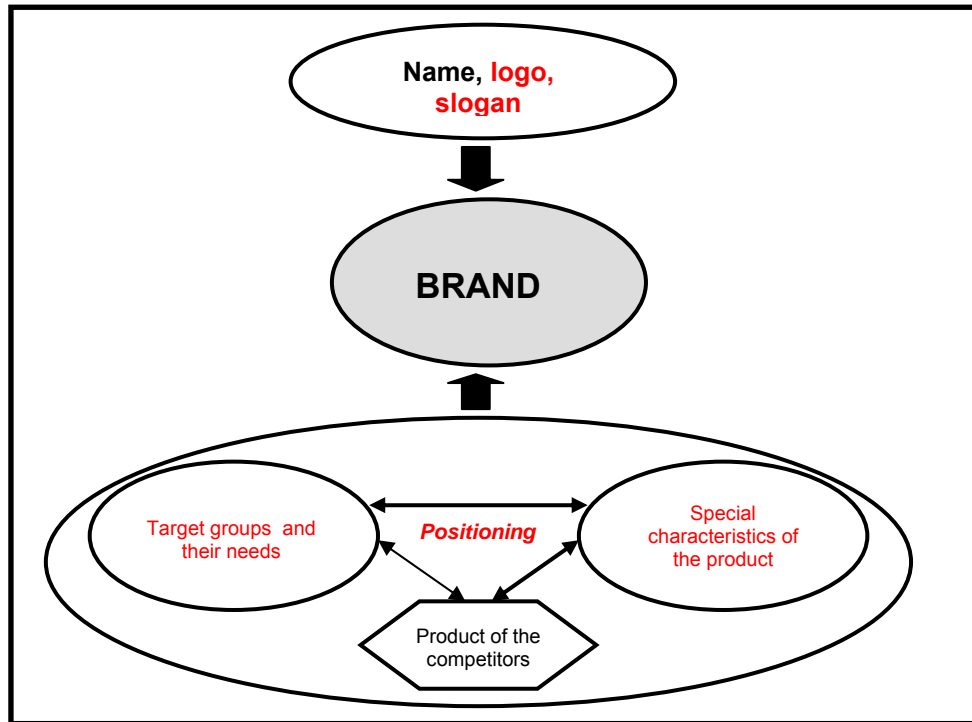 Name, logo,
slogan
BRAND
Target groups and
their needs
Positioning
Special
characteristics of
the product
Product of the
competitors